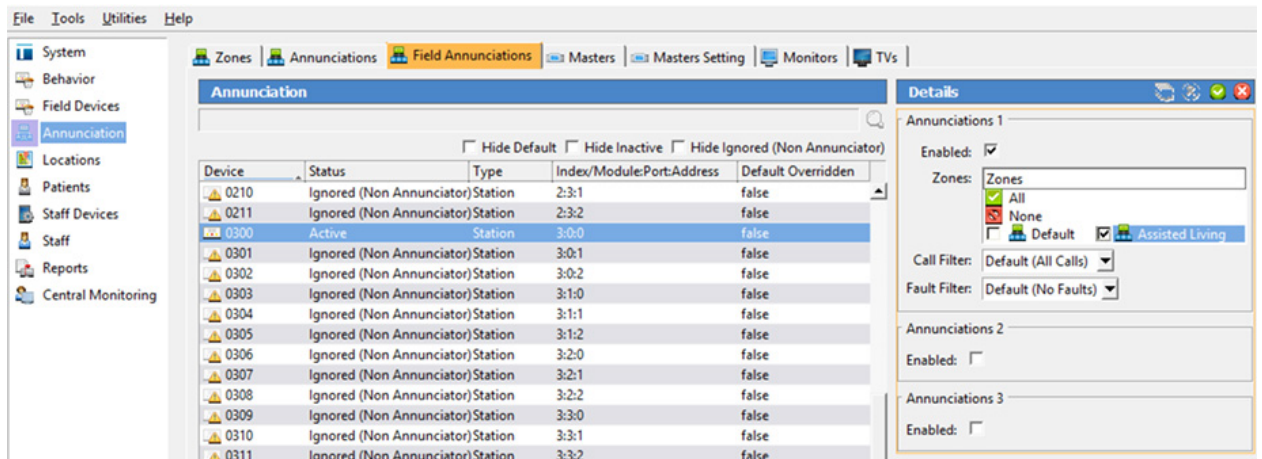 File Tools Utilities Help
System
Behavior
Field Devices
Annunciation
Locations
Patients
Staff Devices
Staff
Reports
Central Monitoring
Zones Annunciations Field Annunciations Masters Masters Setting Monitors TVs
Annunciation
Hide Default Hide Inactive Hide Ignored (Non Annunciator)
Device Status Type Index/Module:Port:Address Default Overridden
0210 Ignored (Non Annunciator) Station 2:3:1 false
0211 Ignored (Non Annunciator) Station 2:3:2 false
0300 Active Station 3:0:0 false
0301 Ignored (Non Annunciator) Station 3:0:1 false
0302 Ignored (Non Annunciator) Station 3:0:2 false
0303 Ignored (Non Annunciator) Station 3:1:0 false
0304 Ignored (Non Annunciator) Station 3:1:1 false
0305 Ignored (Non Annunciator) Station 3:1:2 false
0306 Ignored (Non Annunciator) Station 3:2:0 false
0307 Ignored (Non Annunciator) Station 3:2:1 false
0308 Ignored (Non Annunciator) Station 3:2:2 false
0309 Ignored (Non Annunciator) Station 3:3:0 false
0310 Ignored (Non Annunciator) Station 3:3:1 false
0311 Ignored (Non Annunciator) Station 3:3:2 false
Details
Annunciations 1
Enabled:
Zones: Zones
All
None
Default Assisted Living
Call Filter: Default (All Calls)
Fault Filter: Default (No Faults)
Annunciations 2
Enabled:
Annunciations 3
Enabled: